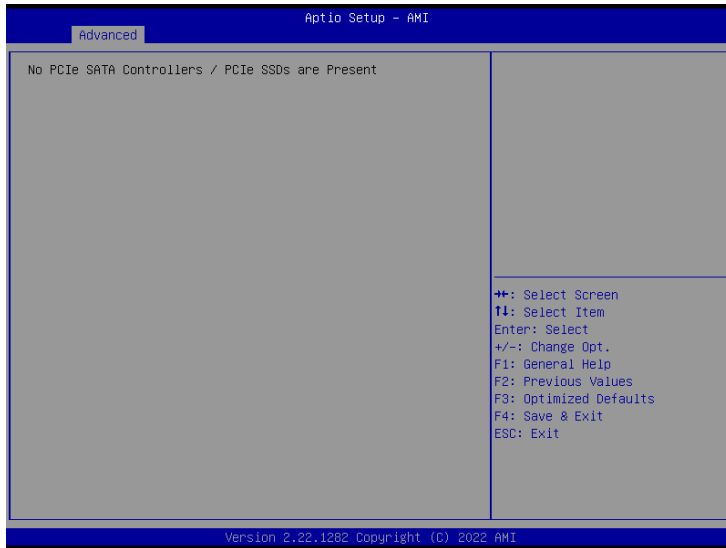 Aptio Setup - AMI
Advanced
No PCIe SATA Controllers / PCIe SSDs are Present
→←: Select Screen
↑↓: Select Item
Enter: Select
+/-: Change Opt.
F1: General Help
F2: Previous Values
F3: Optimized Defaults
F4: Save & Exit
ESC: Exit
Version 2.22.1282 Copyright (C) 2022 AMI